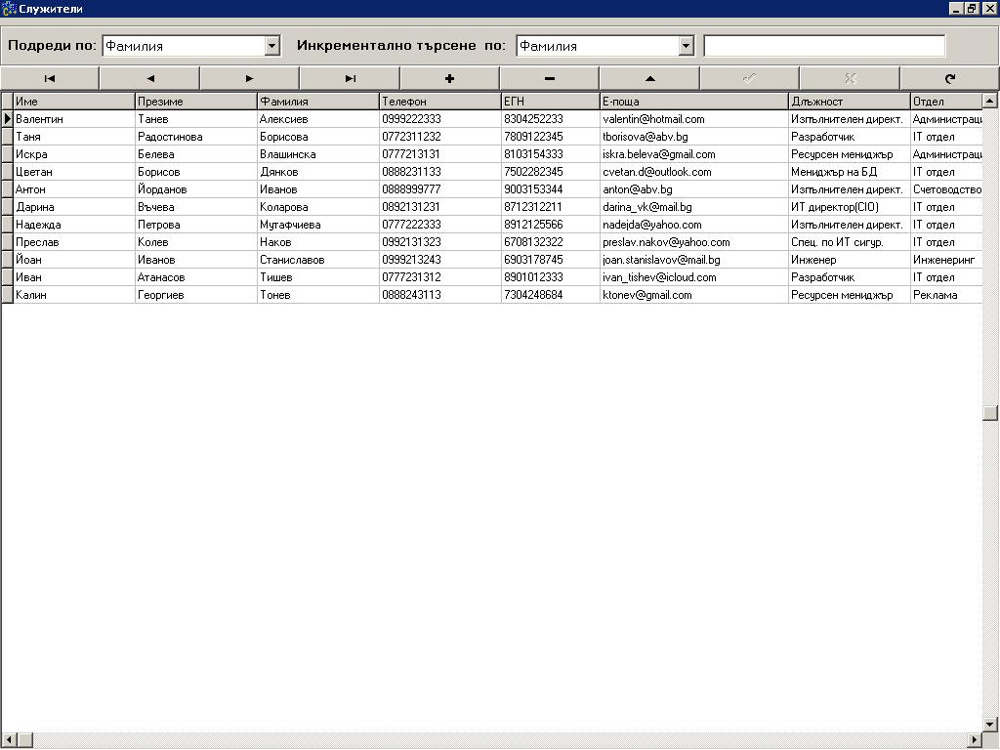 Служители
Подреди по: Фамилия Инкрементално търсене по: Фамилия
Име Презиме Фамилия Телефон ЕГН Е-поща Длъжност Отдел
Валентин Танев Алексиев 0999222333 8304252233 valentin@hotmail.com Изпълнителен директ. Администраци
Таня Радостинова Борисова 0772311232 7809122345 tborisova@abv.bg Разработчик IT отдел
Искра Белева Влашинска 0777213131 8103154333 iskra.beleva@gmail.com Ресурсен мениджър Администраци
Цветан Борисов Дянков 0888231133 7502282345 cvetan.d@outlook.com Мениджър на БД IT отдел
Антон Йорданов Иванов 0888999777 9003153344 anton@abv.bg Изпълнителен директ. Счетоводство
Дарина Въчева Коларова 0892131231 8712312211 darina_vk@mail.bg ИТ директор(CIO) IT отдел
Надежда Петрова Мутафчиева 0777222333 8912125566 nadejda@yahoo.com Изпълнителен директ. IT отдел
Преслав Колев Наков 0992131323 6708132322 preslav.nakov@yahoo.com Спец. по ИТ сигур. IT отдел
Йоан Иванов Станиславов 0999213243 6903178745 joan.stanislavov@mail.bg Инженер Инженеринг
Иван Атанасов Тишев 0777231312 8901012333 ivan_tishev@icloud.com Разработчик IT отдел
Калин Георгиев Тонев 0888243113 7304248684 ktonev@gmail.com Ресурсен мениджър Реклама